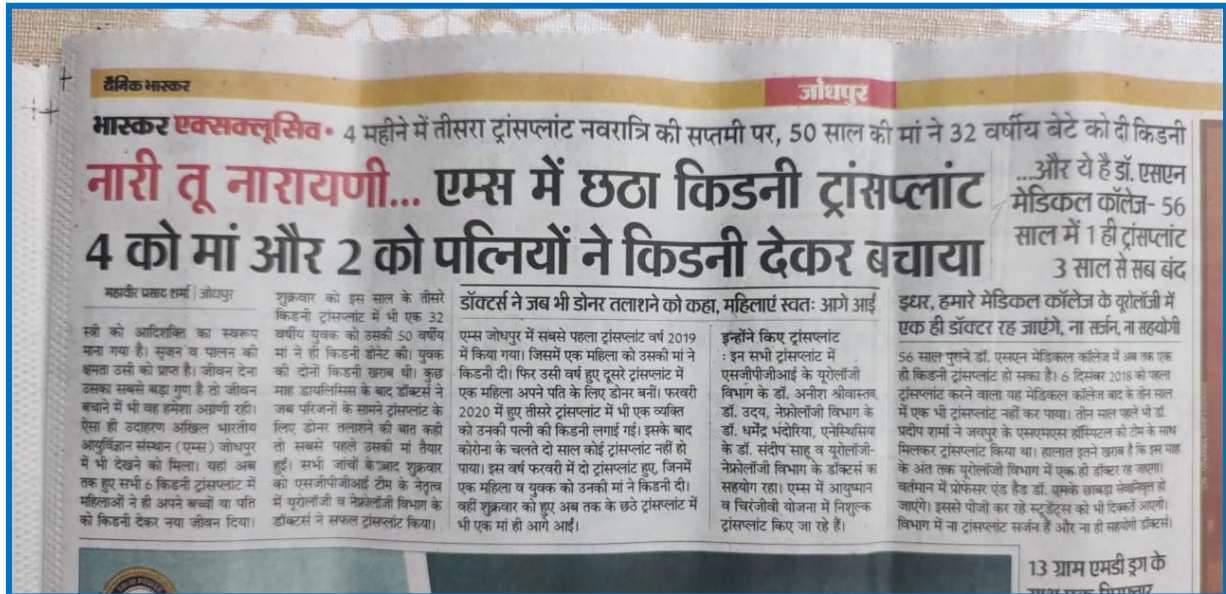 दैनिक भास्कर
जोधपुर
भास्कर एक्सक्लूसिव• 4 महीने में तीसरा ट्रांसप्लांट नवरात्रि की सप्तमी पर, 50 साल की मां ने 32 वर्षीय बेटे को दी किडनी
नारी तू नारायणी... एम्स में छठा किडनी ट्रांसप्लांट
4 को मां और 2 को पत्नियों ने किडनी देकर बचाया
महावीर प्रसाद शर्मा | जोधपुर
स्त्री को आदिशक्ति का स्वरूप
माना गया है। सृजन व पालन की
क्षमता उसी को प्राप्त है। जीवन देना
उसका सबसे बड़ा गुण है तो जीवन
बचाने में भी वह हमेशा अग्रणी रही।
ऐसा ही उदाहरण अखिल भारतीय
आयुर्विज्ञान संस्थान (एम्स) जोधपुर
में भी देखने को मिला। यहां अब
तक हुए सभी 6 किडनी ट्रांसप्लांट में
महिलाओं ने ही अपने बच्चों या पति
को किडनी देकर नया जीवन दिया।
शुक्रवार को इस साल के तीसरे
किडनी ट्रांसप्लांट में भी एक 32
वर्षीय युवक को उसकी 50 वर्षीय
मां ने ही किडनी डोनेट की। युवक
की दोनों किडनी खराब थी। कुछ
माह डायलिसिस के बाद डॉक्टर्स ने
जब परिजनों के सामने ट्रांसप्लांट के
लिए डोनर तलाशने की बात कही
तो सबसे पहले उसकी मां तैयार
हुई। सभी जांचों के बाद शुक्रवार
को एसजीपीजीआई टीम के नेतृत्व
में यूरोलॉजी व नेफ्रोलॉजी विभाग के
डॉक्टर्स ने सफल ट्रांसप्लांट किया।
डॉक्टर्स ने जब भी डोनर तलाशने को कहा, महिलाएं स्वतः आगे आईं
एम्स जोधपुर में सबसे पहला ट्रांसप्लांट वर्ष 2019
में किया गया। जिसमें एक महिला को उसकी मां ने
किडनी दी। फिर उसी वर्ष हुए दूसरे ट्रांसप्लांट में
एक महिला अपने पति के लिए डोनर बनीं। फरवरी
2020 में हुए तीसरे ट्रांसप्लांट में भी एक व्यक्ति
को उनकी पत्नी की किडनी लगाई गई। इसके बाद
कोरोना के चलते दो साल कोई ट्रांसप्लांट नहीं हो
पाया। इस वर्ष फरवरी में दो ट्रांसप्लांट हुए, जिनमें
एक महिला व युवक को उनकी मां ने किडनी दी।
वहीं शुक्रवार को हुए अब तक के छठे ट्रांसप्लांट में
भी एक मां ही आगे आईं।
इन्होंने किए ट्रांसप्लांट
: इन सभी ट्रांसप्लांट में
एसजीपीजीआई के यूरोलॉजी
विभाग के डॉ. अनीश श्रीवास्तव,
डॉ. उदय, नेफ्रोलॉजी विभाग के
डॉ. धर्मेंद्र भंदोरिया, एनेस्थिसिया
के डॉ. संदीप साहू व यूरोलॉजी-
नेफ्रोलॉजी विभाग के डॉक्टर्स क
सहयोग रहा। एम्स में आयुष्मान
व चिरंजीवी योजना में निशुल्क
ट्रांसप्लांट किए जा रहे हैं।
...और ये है डॉ. एसएन
मेडिकल कॉलेज- 56
साल में 1 ही ट्रांसप्लांट
3 साल से सब बंद
इधर, हमारे मेडिकल कॉलेज के यूरोलॉजी में
एक ही डॉक्टर रह जाएंगे, ना सर्जन, ना सहयोगी
56 साल पुराने डॉ. एसएन मेडिकल कॉलेज में अब तक एक
ही किडनी ट्रांसप्लांट हो सका है। 6 दिसंबर 2018 को पहला
ट्रांसप्लांट करने वाला यह मेडिकल कॉलेज बाद के तीन साल
में एक भी ट्रांसप्लांट नहीं कर पाया। तीन साल पहले भी डॉ.
प्रदीप शर्मा ने जयपुर के एसएमएस हॉस्पिटल की टीम के साथ
मिलकर ट्रांसप्लांट किया था। हालात इतने खराब है कि इस माह
के अंत तक यूरोलॉजी विभाग में एक ही डॉक्टर रह जाएगा।
वर्तमान में प्रोफेसर एंड हैड डॉ. एमके छाबड़ा सेवानिवृत्त हो
जाएंगे। इससे पीजी कर रहे स्टूडेंट्स को भी दिक्कतें आएगी।
विभाग में ना ट्रांसप्लांट सर्जन हैं और ना ही सहयोगी डॉक्टर्स।
13 ग्राम एमडी ड्रग के